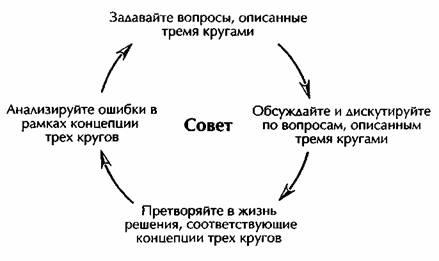 Задавайте вопросы, описанные
тремя кругами
Обсуждайте и дискутируйте
по вопросам, описанным
тремя кругами
Претворяйте в жизнь
решения, соответствующие
концепции трех кругов
Анализируйте ошибки в
рамках концепции
трех кругов
Совет